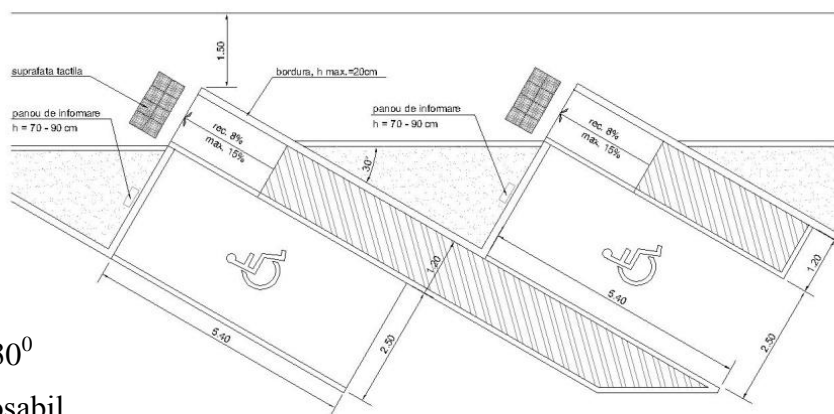 1.50
suprafata tactila
bordura, h max.=20cm
panou de informare
h = 70 - 90 cm
panou de informare
h = 70 - 90 cm
rec. 8%
max. 15%
rec. 8%
max. 15%
30°
1.20
1.20
5.40
5.40
2.50
2.50